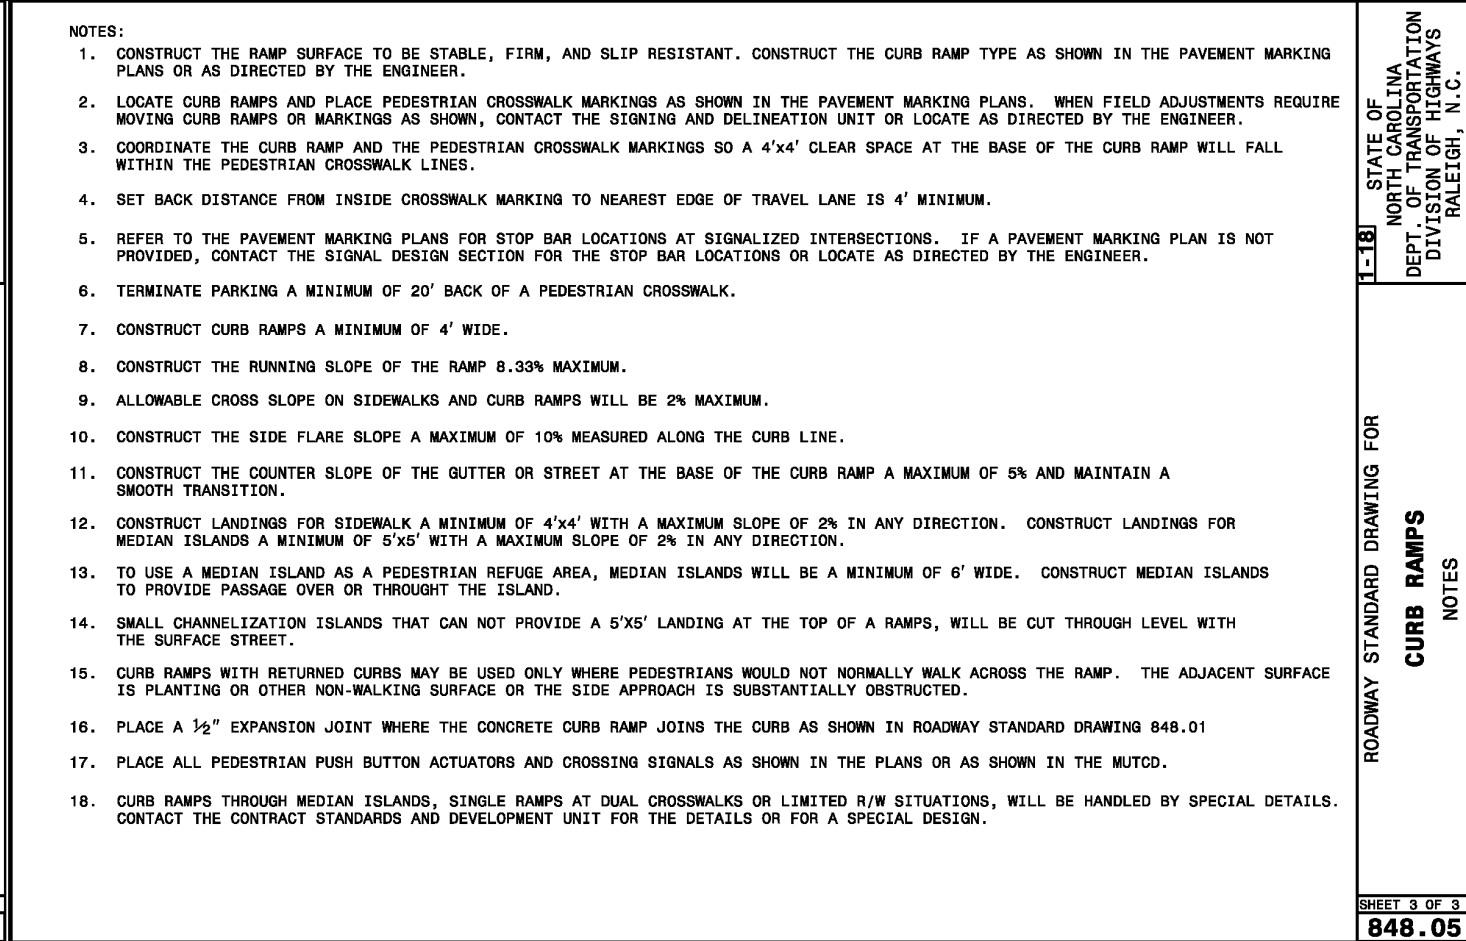 NOTES:
1. CONSTRUCT THE RAMP SURFACE TO BE STABLE, FIRM, AND SLIP RESISTANT. CONSTRUCT THE CURB RAMP TYPE AS SHOWN IN THE PAVEMENT MARKING
PLANS OR AS DIRECTED BY THE ENGINEER.
2. LOCATE CURB RAMPS AND PLACE PEDESTRIAN CROSSWALK MARKINGS AS SHOWN IN THE PAVEMENT MARKING PLANS. WHEN FIELD ADJUSTMENTS REQUIRE
MOVING CURB RAMPS OR MARKINGS AS SHOWN, CONTACT THE SIGNING AND DELINEATION UNIT OR LOCATE AS DIRECTED BY THE ENGINEER.
3. COORDINATE THE CURB RAMP AND THE PEDESTRIAN CROSSWALK MARKINGS SO A 4'x4' CLEAR SPACE AT THE BASE OF THE CURB RAMP WILL FALL
WITHIN THE PEDESTRIAN CROSSWALK LINES.
4. SET BACK DISTANCE FROM INSIDE CROSSWALK MARKING TO NEAREST EDGE OF TRAVEL LANE IS 4' MINIMUM.
5. REFER TO THE PAVEMENT MARKING PLANS FOR STOP BAR LOCATIONS AT SIGNALIZED INTERSECTIONS. IF A PAVEMENT MARKING PLAN IS NOT
PROVIDED, CONTACT THE SIGNAL DESIGN SECTION FOR THE STOP BAR LOCATIONS OR LOCATE AS DIRECTED BY THE ENGINEER.
6. TERMINATE PARKING A MINIMUM OF 20' BACK OF A PEDESTRIAN CROSSWALK.
7. CONSTRUCT CURB RAMPS A MINIMUM OF 4' WIDE.
8. CONSTRUCT THE RUNNING SLOPE OF THE RAMP 8.33% MAXIMUM.
9. ALLOWABLE CROSS SLOPE ON SIDEWALKS AND CURB RAMPS WILL BE 2% MAXIMUM.
10. CONSTRUCT THE SIDE FLARE SLOPE A MAXIMUM OF 10% MEASURED ALONG THE CURB LINE.
11. CONSTRUCT THE COUNTER SLOPE OF THE GUTTER OR STREET AT THE BASE OF THE CURB RAMP A MAXIMUM OF 5% AND MAINTAIN A
SMOOTH TRANSITION.
12. CONSTRUCT LANDINGS FOR SIDEWALK A MINIMUM OF 4'x4' WITH A MAXIMUM SLOPE OF 2% IN ANY DIRECTION. CONSTRUCT LANDINGS FOR
MEDIAN ISLANDS A MINIMUM OF 5'x5' WITH A MAXIMUM SLOPE OF 2% IN ANY DIRECTION.
13. TO USE A MEDIAN ISLAND AS A PEDESTRIAN REFUGE AREA, MEDIAN ISLANDS WILL BE A MINIMUM OF 6' WIDE. CONSTRUCT MEDIAN ISLANDS
TO PROVIDE PASSAGE OVER OR THROUGHT THE ISLAND.
14. SMALL CHANNELIZATION ISLANDS THAT CAN NOT PROVIDE A 5'X5' LANDING AT THE TOP OF A RAMPS, WILL BE CUT THROUGH LEVEL WITH
THE SURFACE STREET.
15. CURB RAMPS WITH RETURNED CURBS MAY BE USED ONLY WHERE PEDESTRIANS WOULD NOT NORMALLY WALK ACROSS THE RAMP. THE ADJACENT SURFACE
IS PLANTING OR OTHER NON-WALKING SURFACE OR THE SIDE APPROACH IS SUBSTANTIALLY OBSTRUCTED.
16. PLACE A ½" EXPANSION JOINT WHERE THE CONCRETE CURB RAMP JOINS THE CURB AS SHOWN IN ROADWAY STANDARD DRAWING 848.01
17. PLACE ALL PEDESTRIAN PUSH BUTTON ACTUATORS AND CROSSING SIGNALS AS SHOWN IN THE PLANS OR AS SHOWN IN THE MUTCD.
18. CURB RAMPS THROUGH MEDIAN ISLANDS, SINGLE RAMPS AT DUAL CROSSWALKS OR LIMITED R/W SITUATIONS, WILL BE HANDLED BY SPECIAL DETAILS.
CONTACT THE CONTRACT STANDARDS AND DEVELOPMENT UNIT FOR THE DETAILS OR FOR A SPECIAL DESIGN.
1-18
STATE OF
NORTH CAROLINA
DEPT. OF TRANSPORTATION
DIVISION OF HIGHWAYS
RALEIGH, N.C.
ROADWAY STANDARD DRAWING FOR
CURB RAMPS
NOTES
SHEET 3 OF 3
848.05